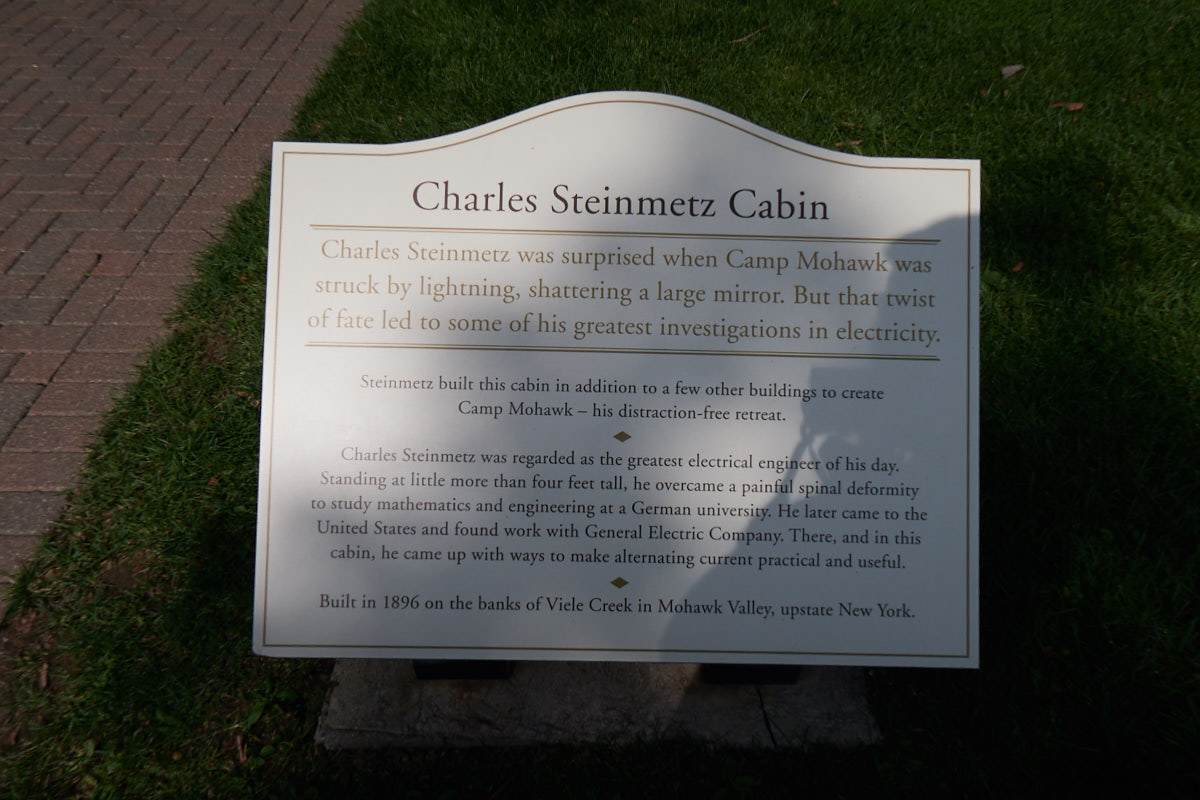 Charles Steinmetz Cabin
Charles Steinmetz was surprised when Camp Mohawk was
struck by lightning, shattering a large mirror. But that twist
of fate led to some of his greatest investigations in electricity.
Steinmetz built this cabin in addition to a few other buildings to create
Camp Mohawk – his distraction-free retreat.
Charles Steinmetz was regarded as the greatest electrical engineer of his day.
Standing at little more than four feet tall, he overcame a painful spinal deformity
to study mathematics and engineering at a German university. He later came to the
United States and found work with General Electric Company. There, and in this
cabin, he came up with ways to make alternating current practical and useful.
Built in 1896 on the banks of Viele Creek in Mohawk Valley, upstate New York.